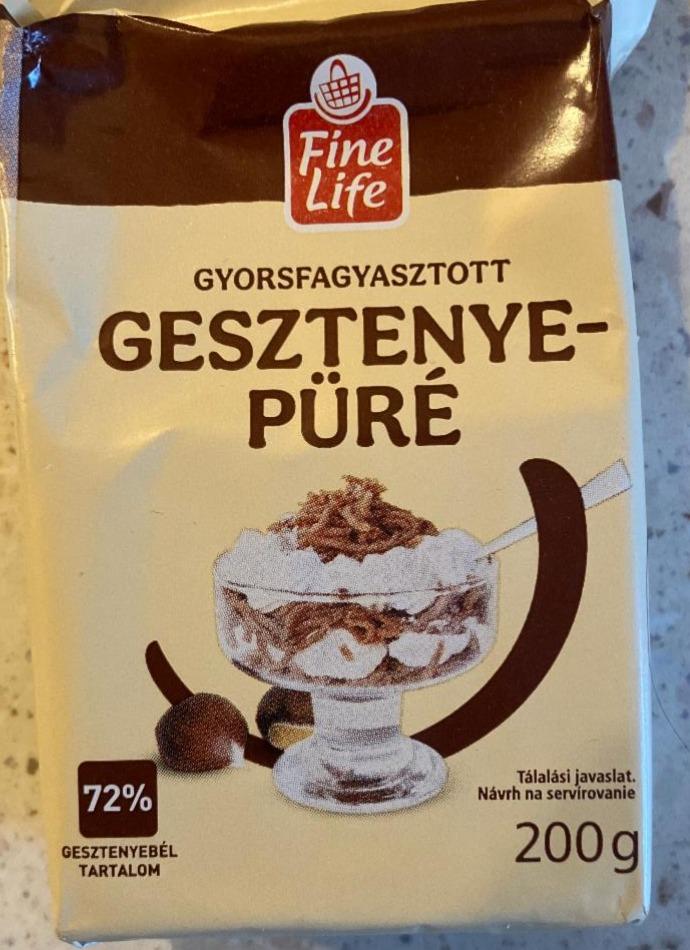 Fine
Life
GYORSFAGYASZTOTT
GESZTENYE-
PÜRÉ
72%
GESZTENYEBÉL
TARTALOM
Tálalási javaslat.
Návrh na servírovanie
200g